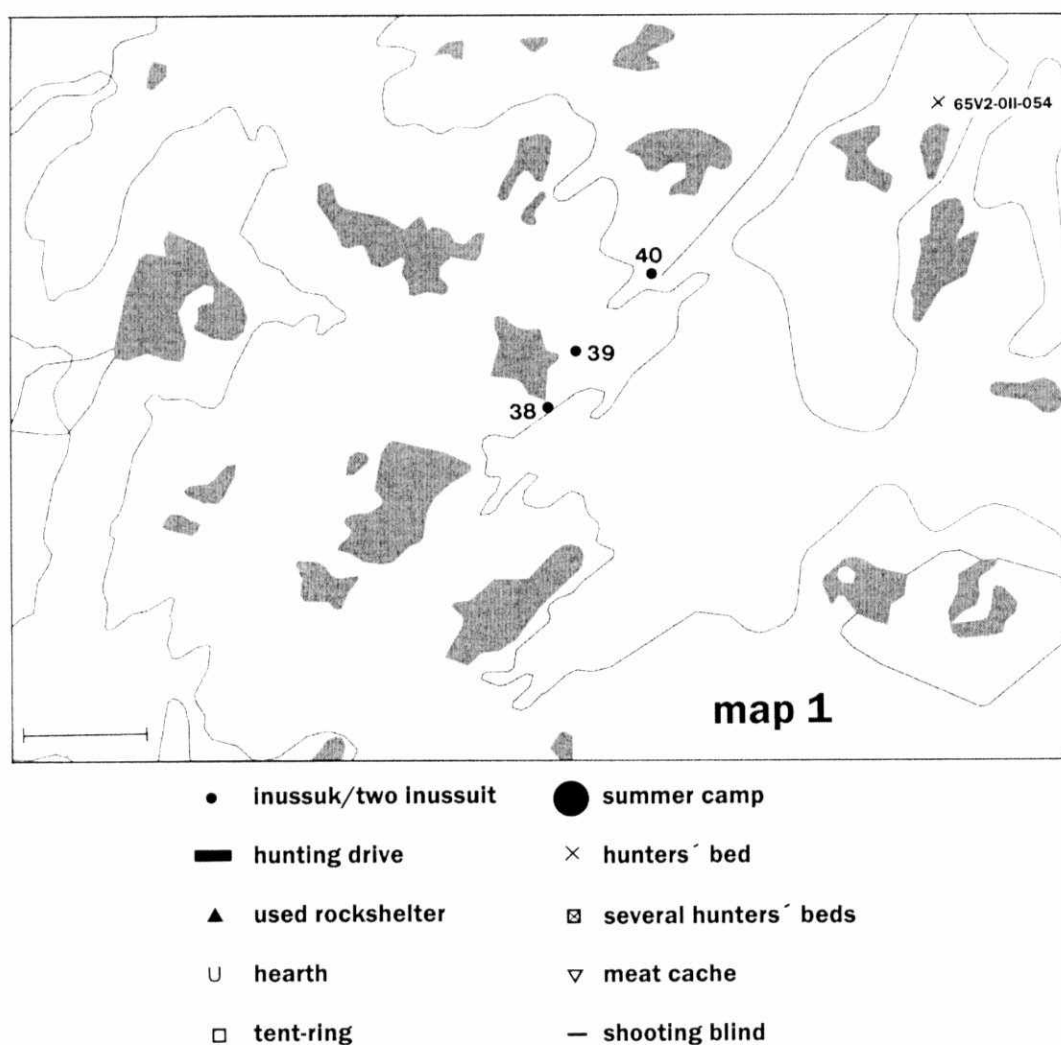 65V2-0II-054
40
39
38
map 1
inussuk/two inussuit
summer camp
hunting drive
hunters´ bed
used rockshelter
several hunters´ beds
hearth
meat cache
tent-ring
shooting blind